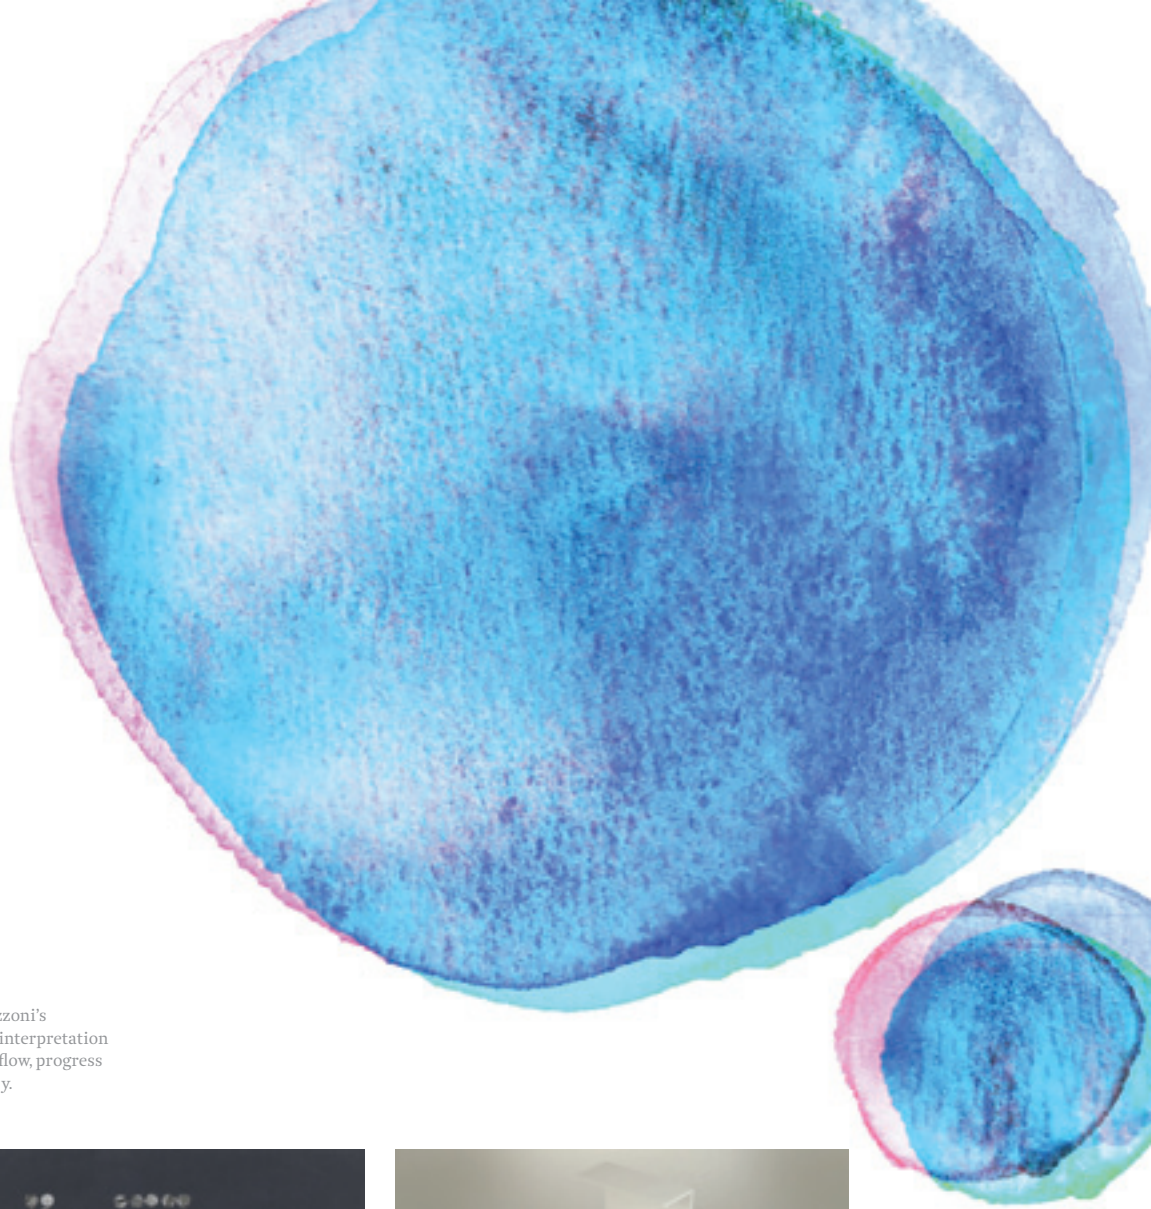 zzoni’s
interpretation
flow, progress
y.